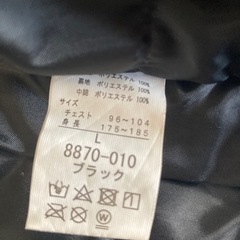 裏地 ポリエステル 100%
中綿 ポリエステル 100%
サイズ
チェスト 96~104
身長 175~185
L
8870-010
ブラック